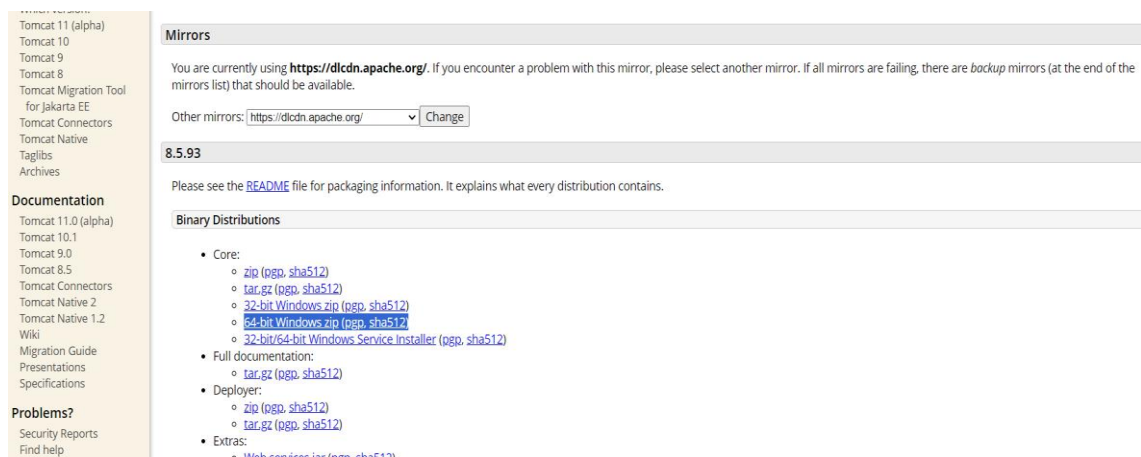 Which version?
Tomcat 11 (alpha)
Tomcat 10
Tomcat 9
Tomcat 8
Tomcat Migration Tool
for Jakarta EE
Tomcat Connectors
Tomcat Native
Taglibs
Archives
Documentation
Tomcat 11.0 (alpha)
Tomcat 10.1
Tomcat 9.0
Tomcat 8.5
Tomcat Connectors
Tomcat Native 2
Tomcat Native 1.2
Wiki
Migration Guide
Presentations
Specifications
Problems?
Security Reports
Find help
Mirrors
You are currently using https://dlcdn.apache.org/. If you encounter a problem with this mirror, please select another mirror. If all mirrors are failing, there are backup mirrors (at the end of the
mirrors list) that should be available.
Other mirrors: https://dlcdn.apache.org/ Change
8.5.93
Please see the README file for packaging information. It explains what every distribution contains.
Binary Distributions
• Core:
◦ zip (pgp, sha512)
◦ tar.gz (pgp, sha512)
◦ 32-bit Windows zip (pgp, sha512)
◦ 64-bit Windows zip (pgp, sha512)
◦ 32-bit/64-bit Windows Service Installer (pgp, sha512)
• Full documentation:
◦ tar.gz (pgp, sha512)
• Deployer:
◦ zip (pgp, sha512)
◦ tar.gz (pgp, sha512)
• Extras:
◦ Web services jar (pgp, sha512)